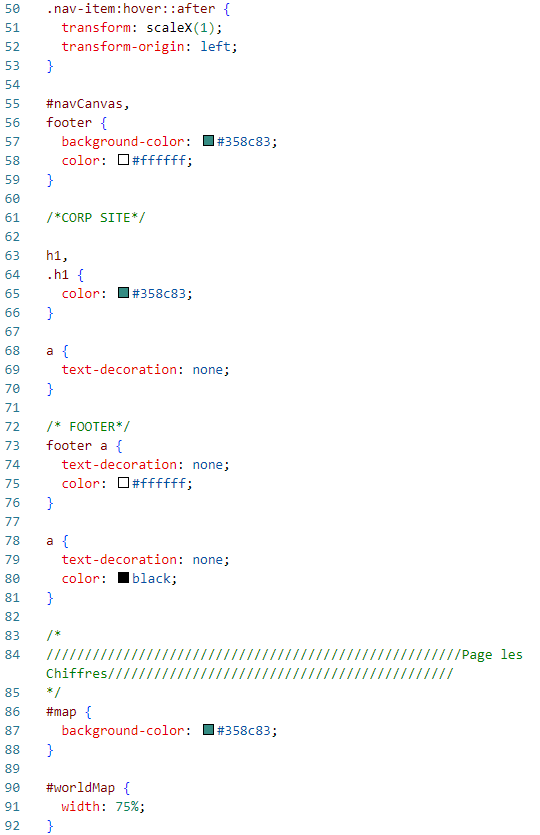 50 .nav-item:hover::after {
51   transform: scaleX(1);
52   transform-origin: left;
53 }
54
55 #navCanvas,
56 footer {
57   background-color: #358c83;
58   color: #ffffff;
59 }
60
61 /*CORP SITE*/
62
63 h1,
64 .h1 {
65   color: #358c83;
66 }
67
68 a {
69   text-decoration: none;
70 }
71
72 /* FOOTER*/
73 footer a {
74   text-decoration: none;
75   color: #ffffff;
76 }
77
78 a {
79   text-decoration: none;
80   color: black;
81 }
82
83 /*
84 //////////////////////////////////////////////////////Page les
Chiffres/////////////////////////////////////////////
85 */
86 #map {
87   background-color: #358c83;
88 }
89
90 #worldMap {
91   width: 75%;
92 }